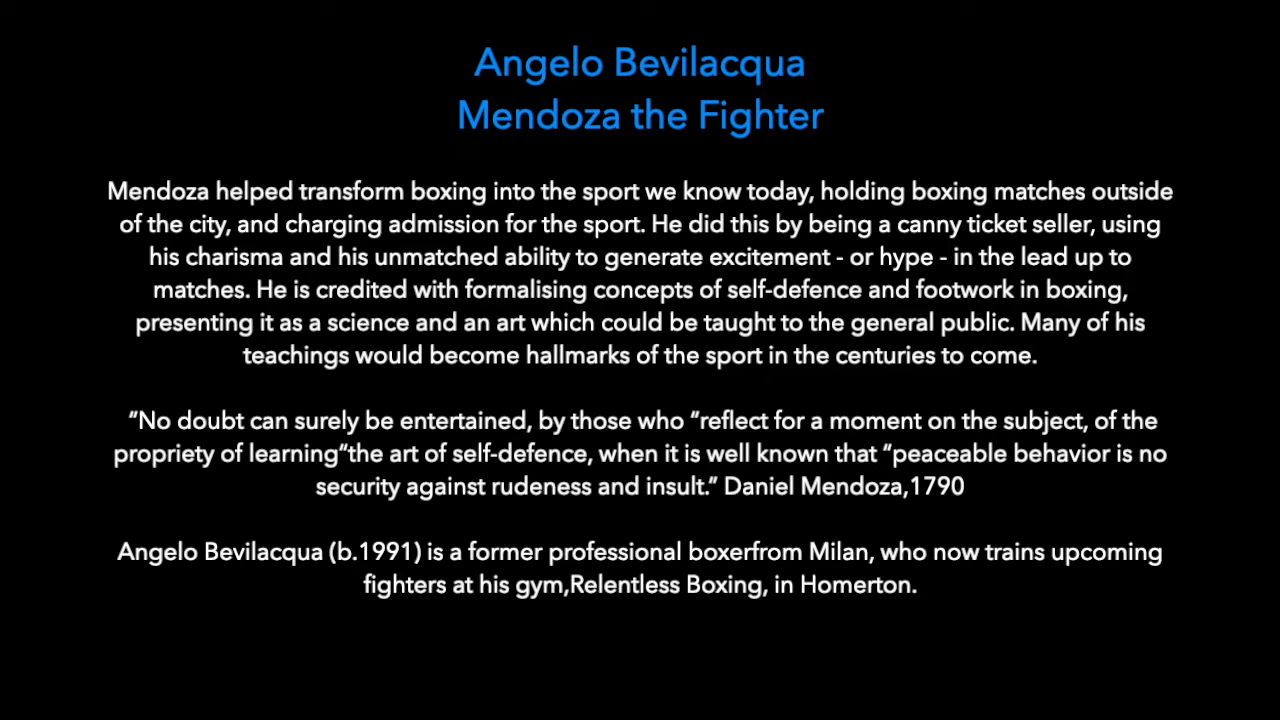 Angelo Bevilacqua
Mendoza the Fighter
Mendoza helped transform boxing into the sport we know today, holding boxing matches outside
of the city, and charging admission for the sport. He did this by being a canny ticket seller, using
his charisma and his unmatched ability to generate excitement - or hype - in the lead up to
matches. He is credited with formalising concepts of self-defence and footwork in boxing,
presenting it as a science and an art which could be taught to the general public. Many of his
teachings would become hallmarks of the sport in the centuries to come.
“No doubt can surely be entertained, by those who “reflect for a moment on the subject, of the
propriety of learning“the art of self-defence, when it is well known that “peaceable behavior is no
security against rudeness and insult.” Daniel Mendoza,1790
Angelo Bevilacqua (b.1991) is a former professional boxerfrom Milan, who now trains upcoming
fighters at his gym,Relentless Boxing, in Homerton.